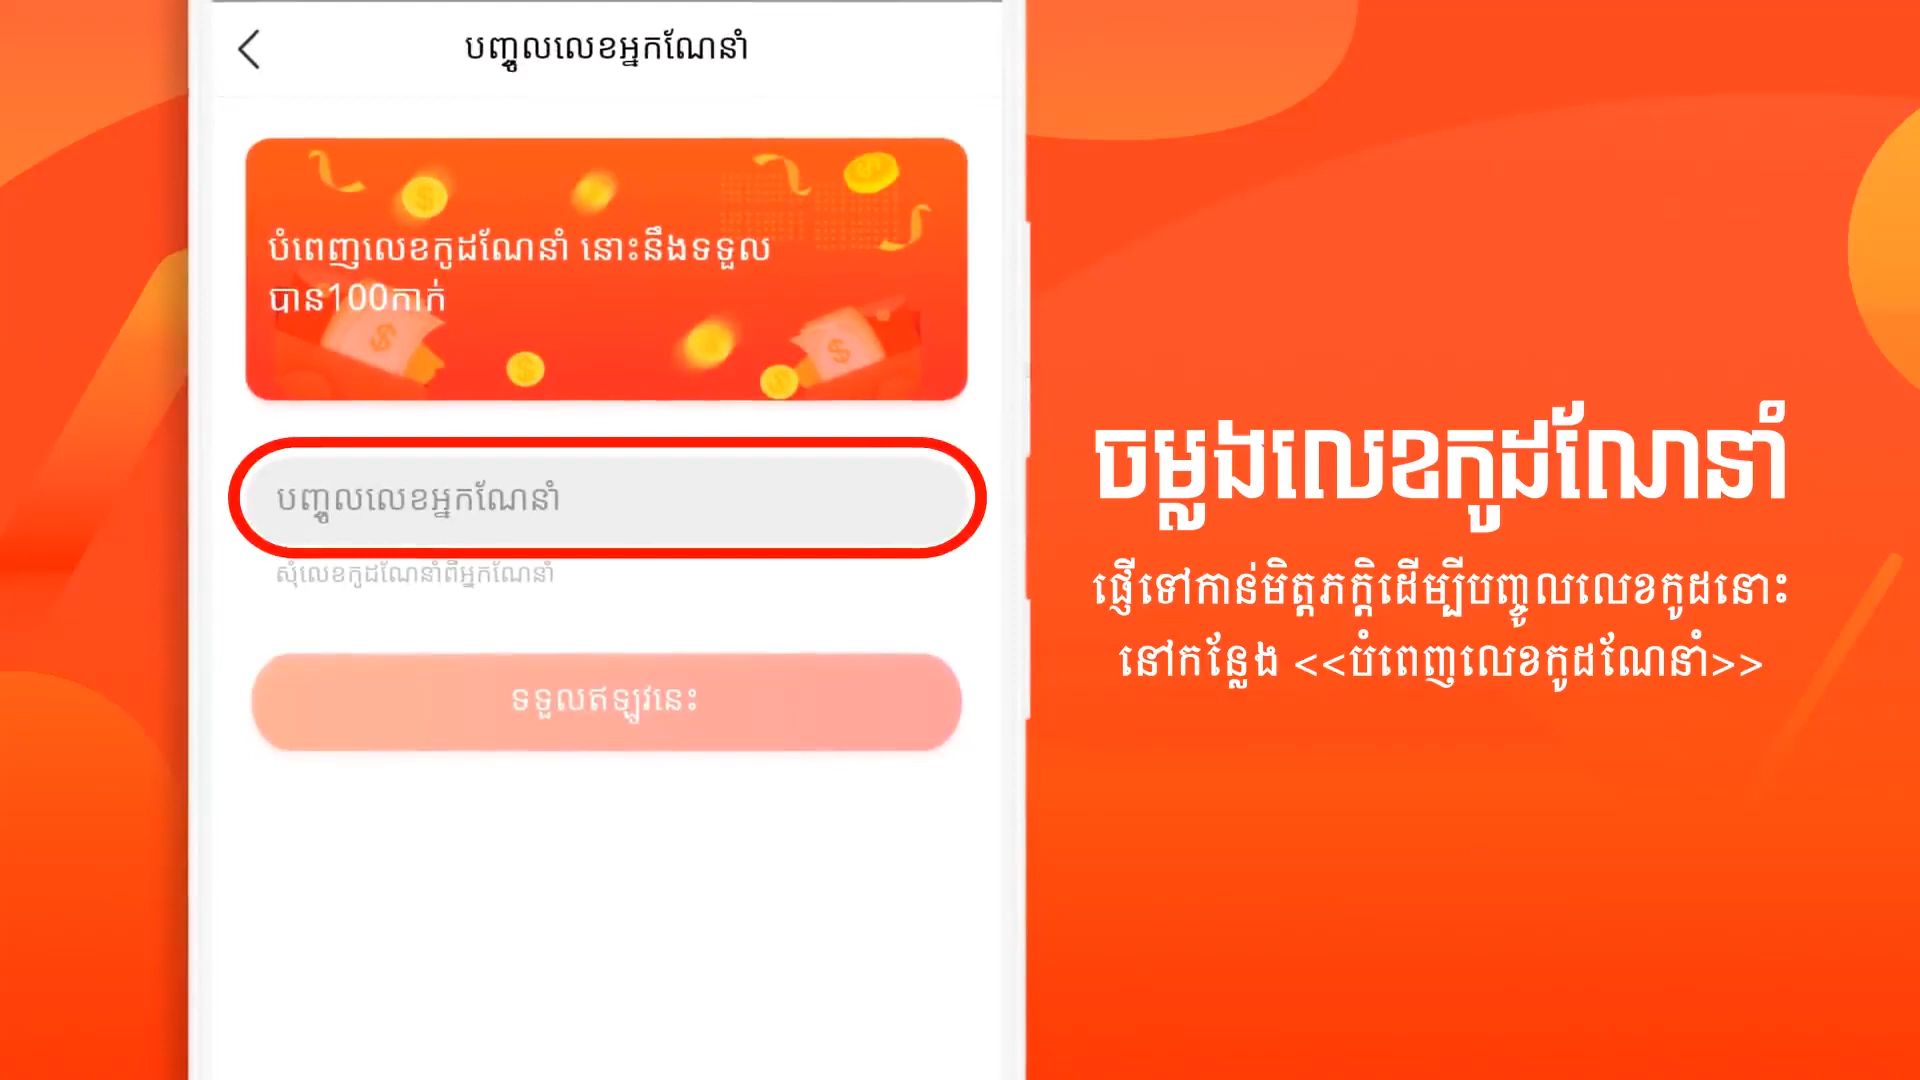 បញ្ចូលលេខអ្នកណែនាំ
បំពេញលេខកូដណែនាំ នោះនឹងទទួល
បាន100កាក់
បញ្ចូលលេខអ្នកណែនាំ
សុំលេខកូដណែនាំពីអ្នកណែនាំ
ទទួលឥឡូវនេះ
ចម្លងលេខកូដណែនាំ
ផ្ញើទៅកាន់មិត្តភក្តិដើម្បីបញ្ចូលលេខកូដនោះ
នៅកន្លែង <<បំពេញលេខកូដណែនាំ>>